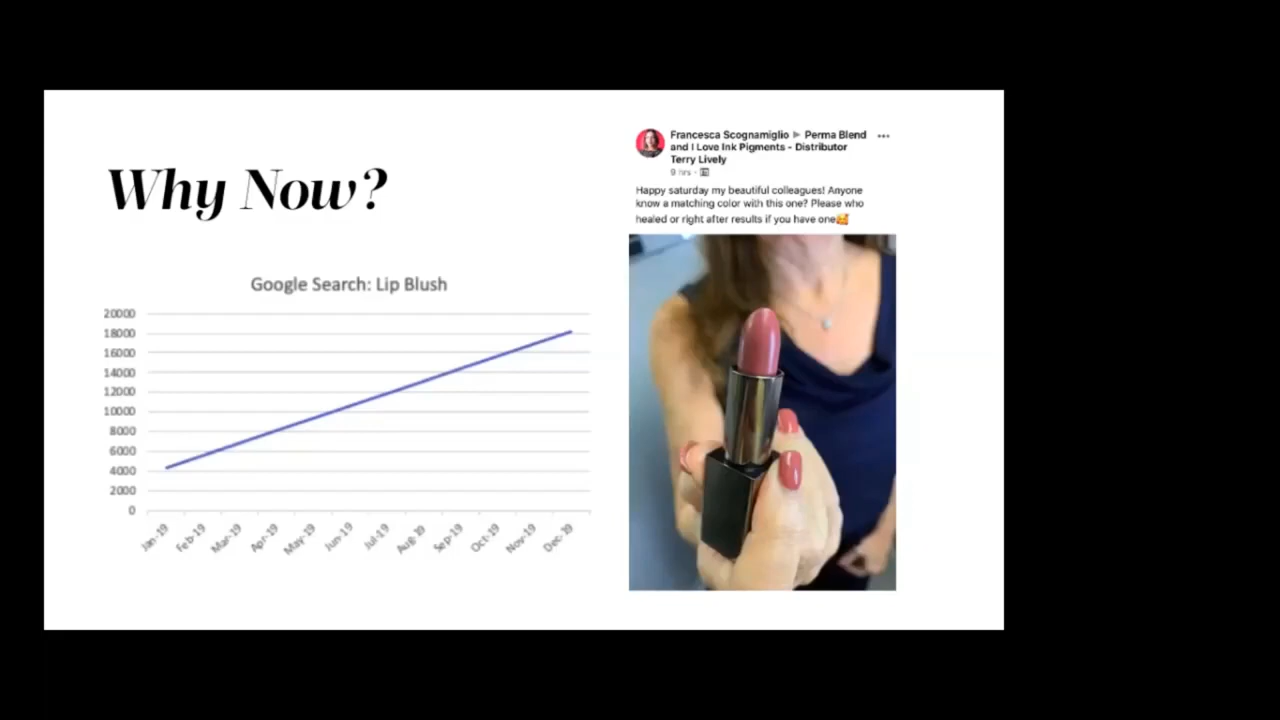 Why Now?
Google Search: Lip Blush
20000
18000
16000
14000
12000
10000
8000
6000
4000
2000
0
Jan-19
Feb-19
Mar-19
Apr-19
May-19
Jun-19
Jul-19
Aug-19
Sep-19
Oct-19
Nov-19
Dec-19
Francesca Scognamiglio ▶ Perma Blend
and I Love Ink Pigments - Distributor
Terry Lively
9 hrs ·
Happy saturday my beautiful colleagues! Anyone
know a matching color with this one? Please who
healed or right after results if you have one🥰